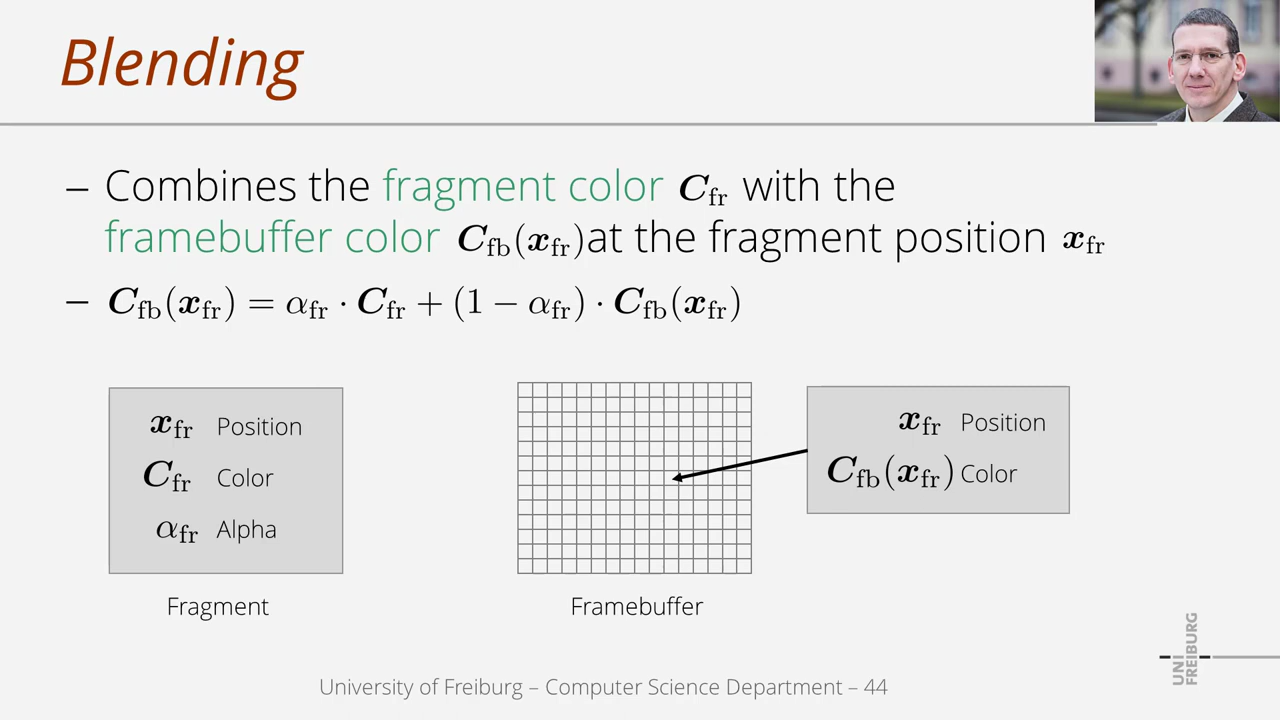 Blending
– Combines the fragment color C_fr with the
framebuffer color C_fb(x_fr) at the fragment position x_fr
– C_fb(x_fr) = α_fr · C_fr + (1 − α_fr) · C_fb(x_fr)
x_fr Position
C_fr Color
α_fr Alpha
Fragment
Framebuffer
x_fr Position
C_fb(x_fr) Color
UNI
FREIBURG
University of Freiburg – Computer Science Department – 44